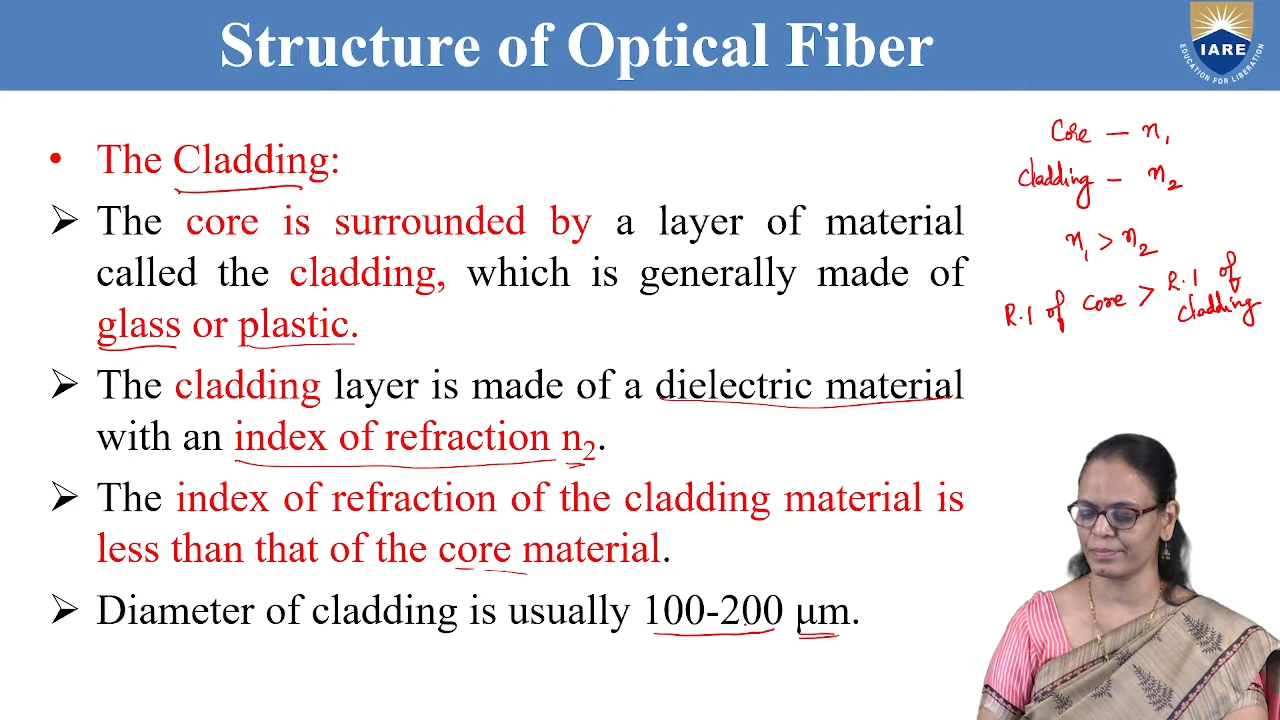 Structure of Optical Fiber
IARE
EDUCATION FOR LIBERATION
• The Cladding:
➢ The core is surrounded by a layer of material
called the cladding, which is generally made of
glass or plastic.
➢ The cladding layer is made of a dielectric material
with an index of refraction n₂.
➢ The index of refraction of the cladding material is
less than that of the core material.
➢ Diameter of cladding is usually 100-200 μm.
Core – n₁
Cladding – n₂
n₁ > n₂
R.I of core > R.I of
cladding